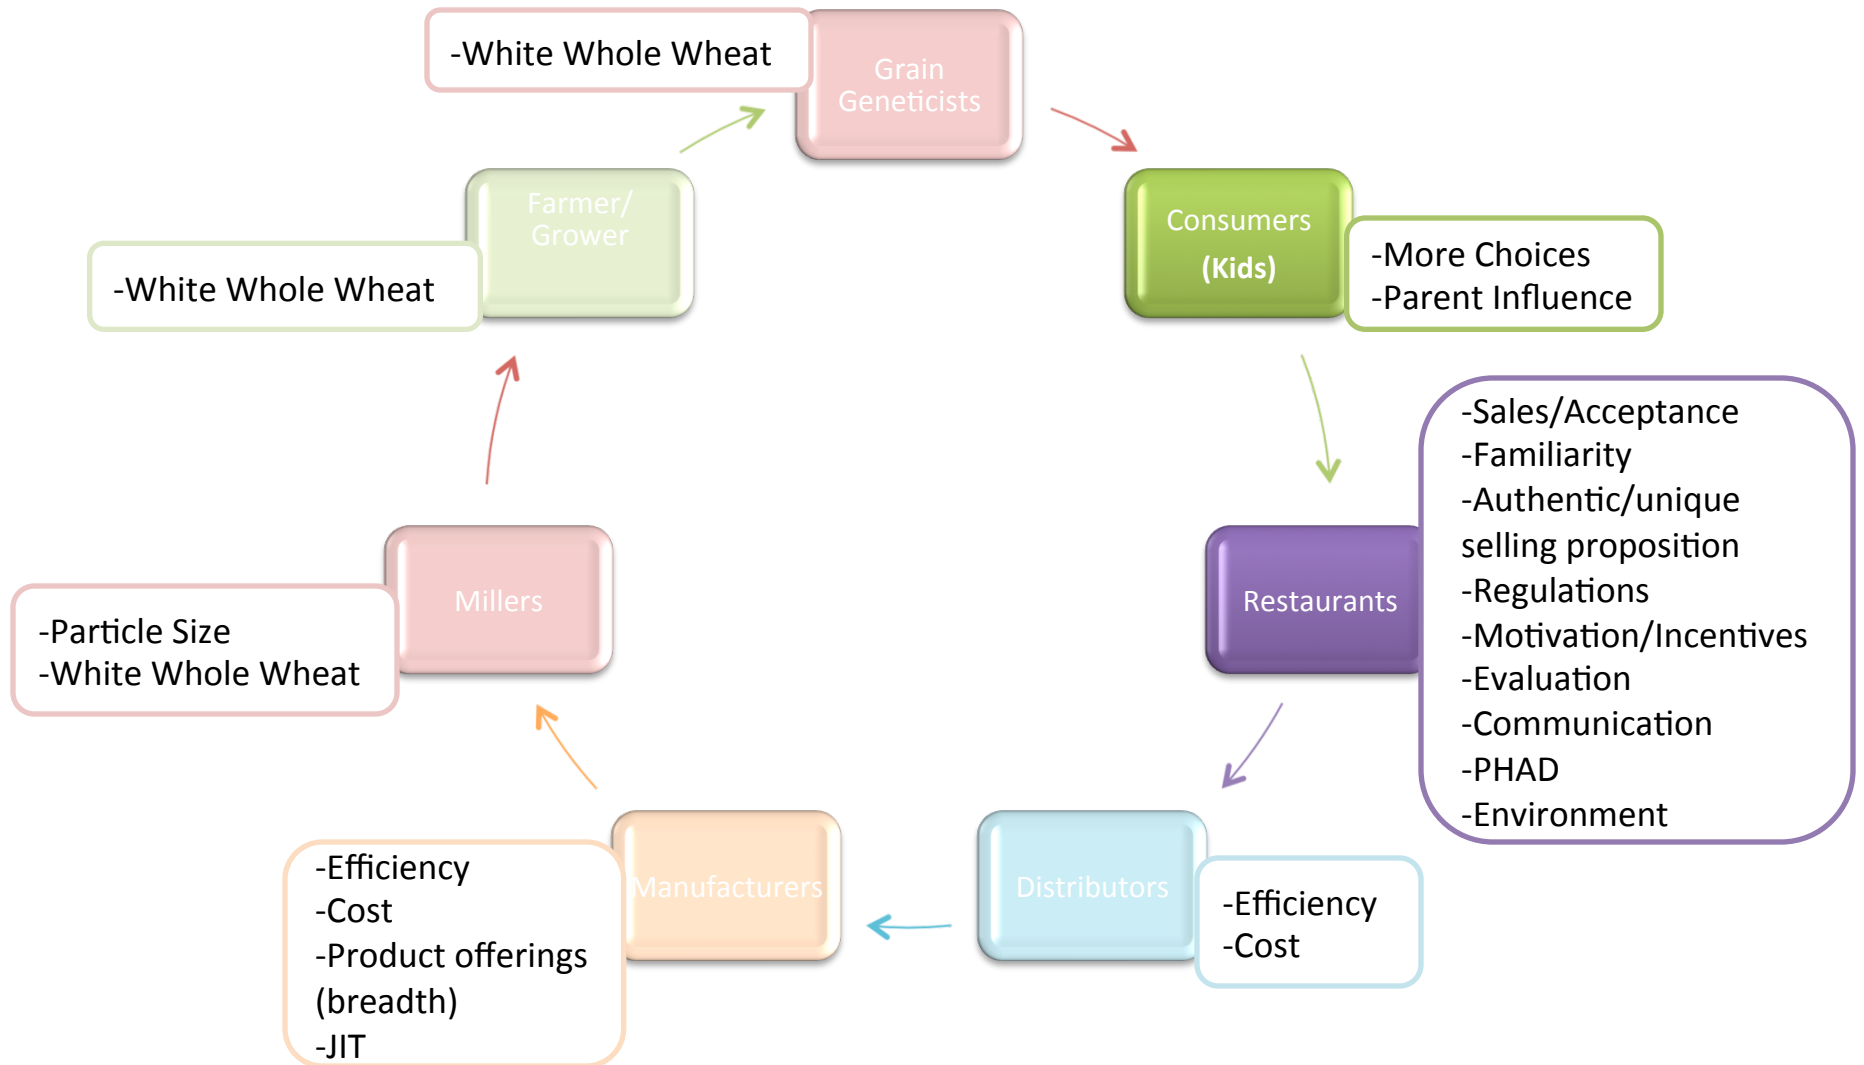 -White Whole Wheat
Grain
Geneticists
Consumers
(Kids)
-More Choices
-Parent Influence
Restaurants
-Sales/Acceptance
-Familiarity
-Authentic/unique
selling proposition
-Regulations
-Motivation/Incentives
-Evaluation
-Communication
-PHAD
-Environment
Distributors
-Efficiency
-Cost
Manufacturers
-Efficiency
-Cost
-Product offerings
(breadth)
-JIT
Millers
-Particle Size
-White Whole Wheat
Farmer/
Grower
-White Whole Wheat